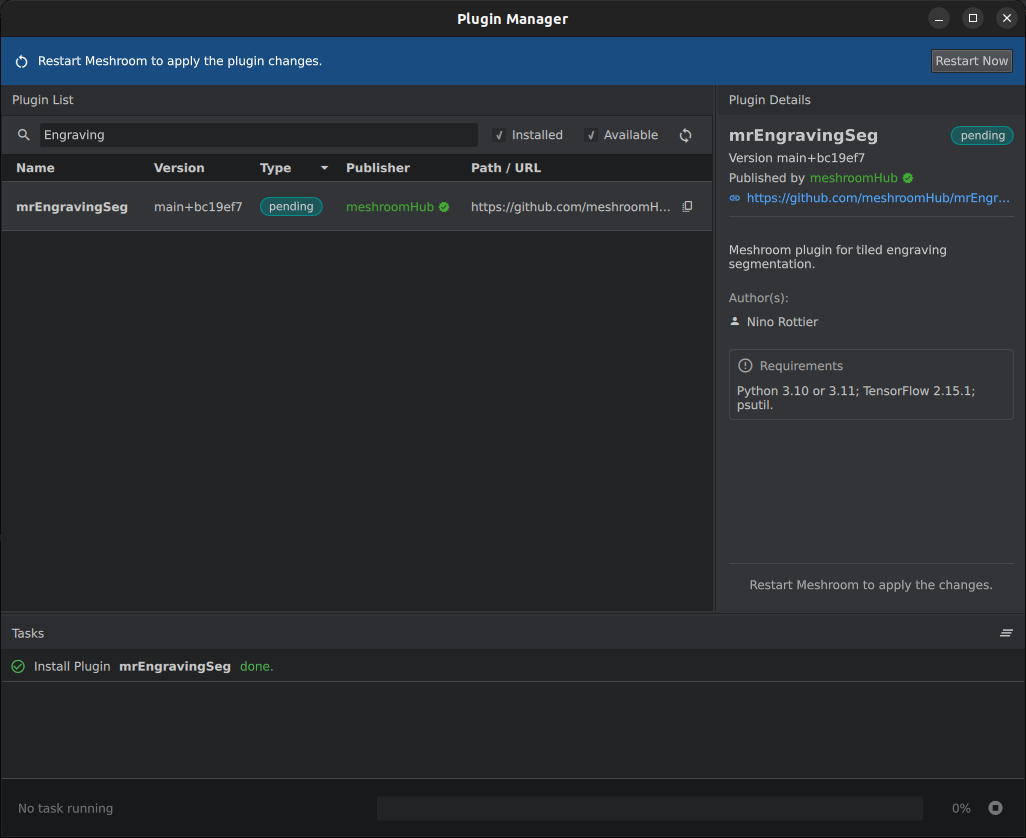 Plugin Manager
Restart Meshroom to apply the plugin changes.
Restart Now
Plugin List
Engraving
Installed
Available
Name Version Type Publisher Path / URL
mrEngravingSeg main+bc19ef7 pending meshroomHub https://github.com/meshroomH...
Plugin Details
mrEngravingSeg pending
Version main+bc19ef7
Published by meshroomHub
https://github.com/meshroomHub/mrEngr...
Meshroom plugin for tiled engraving
segmentation.
Author(s):
Nino Rottier
Requirements
Python 3.10 or 3.11; TensorFlow 2.15.1;
psutil.
Restart Meshroom to apply the changes.
Tasks
Install Plugin mrEngravingSeg done.
No task running
0%